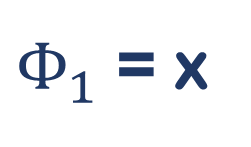 Φ₁ = x